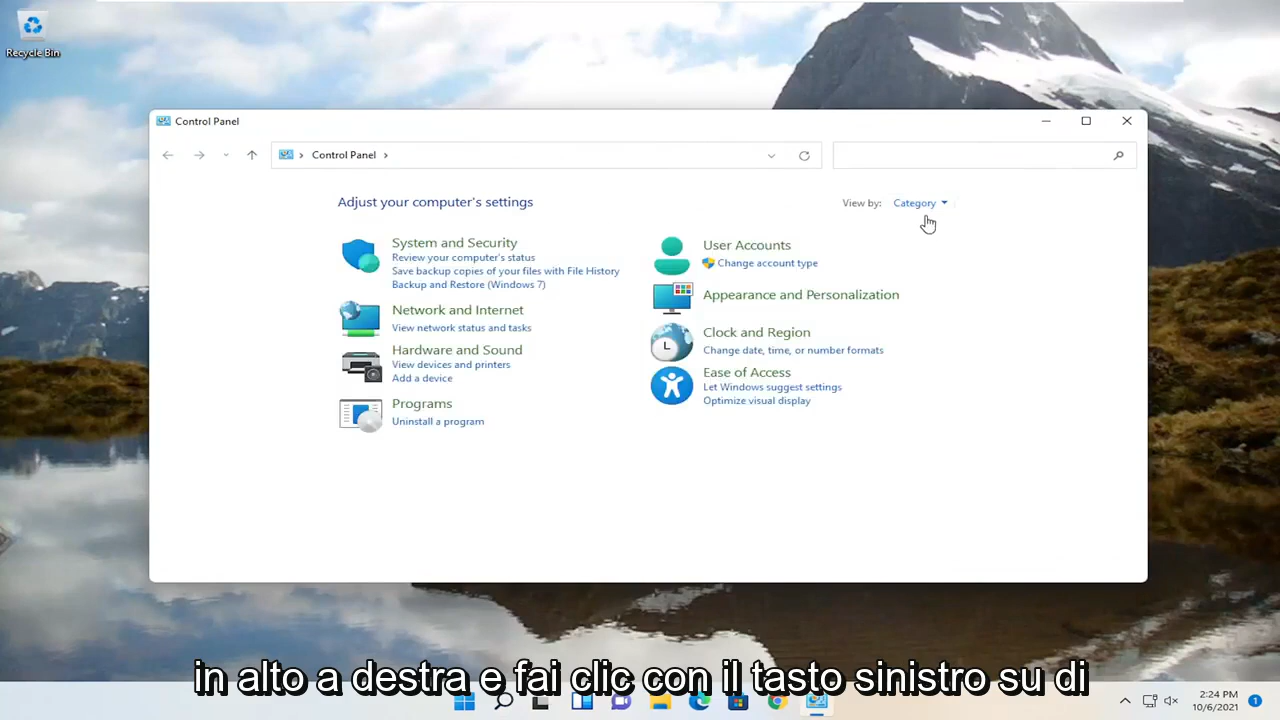 Recycle Bin
Control Panel
Control Panel
Adjust your computer's settings
View by: Category
System and Security
Review your computer's status
Save backup copies of your files with File History
Backup and Restore (Windows 7)
Network and Internet
View network status and tasks
Hardware and Sound
View devices and printers
Add a device
Programs
Uninstall a program
User Accounts
Change account type
Appearance and Personalization
Clock and Region
Change date, time, or number formats
Ease of Access
Let Windows suggest settings
Optimize visual display
in alto a destra e fai clic con il tasto sinistro su di
2:24 PM
10/6/2021
1